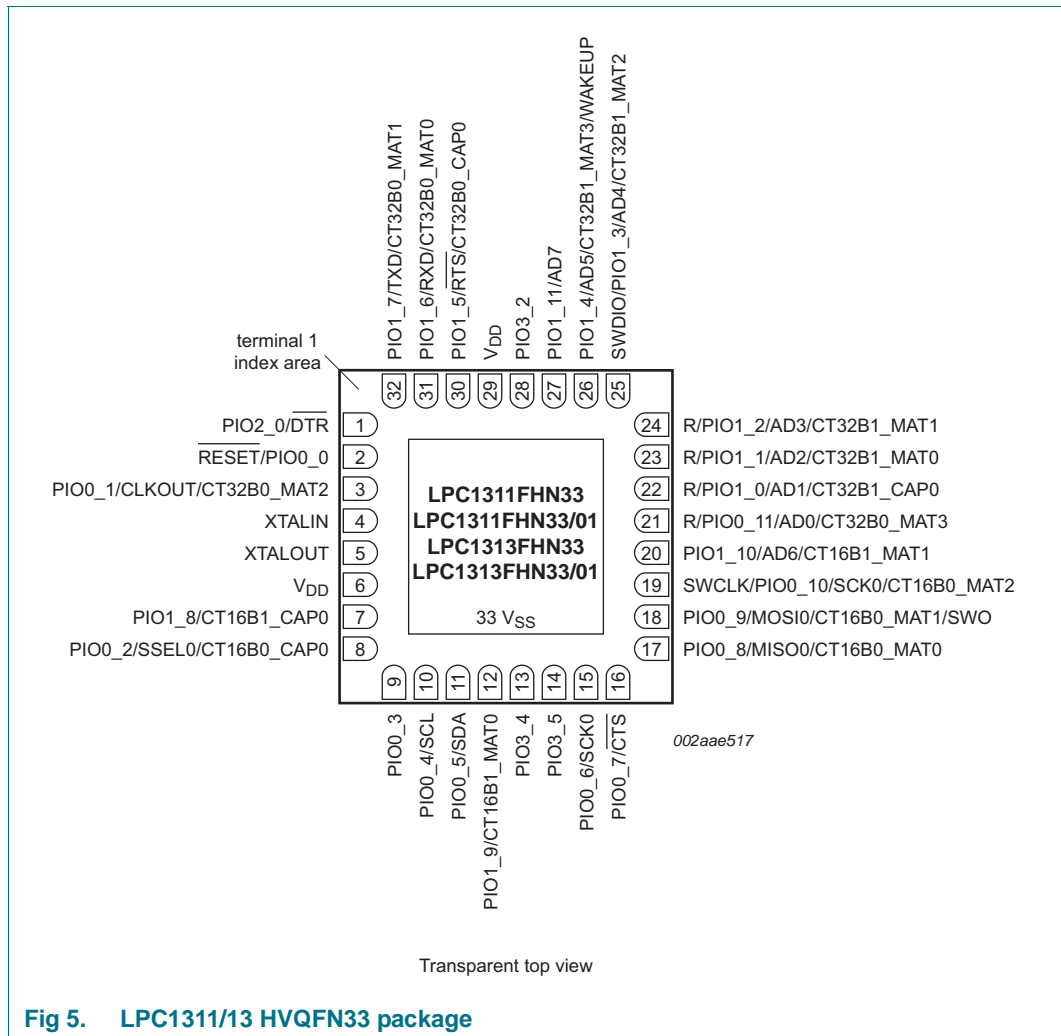 PIO1_7/TXD/CT32B0_MAT1
PIO1_6/RXD/CT32B0_MAT0
PIO1_5/RTS/CT32B0_CAP0
VDD
PIO3_2
PIO1_11/AD7
PIO1_4/AD5/CT32B1_MAT3/WAKEUP
SWDIO/PIO1_3/AD4/CT32B1_MAT2
terminal 1
index area
32
31
30
29
28
27
26
25
PIO2_0/DTR 1
RESET/PIO0_0 2
PIO0_1/CLKOUT/CT32B0_MAT2 3
XTALIN 4
XTALOUT 5
VDD 6
PIO1_8/CT16B1_CAP0 7
PIO0_2/SSEL0/CT16B0_CAP0 8
LPC1311FHN33
LPC1311FHN33/01
LPC1313FHN33
LPC1313FHN33/01
33 VSS
24 R/PIO1_2/AD3/CT32B1_MAT1
23 R/PIO1_1/AD2/CT32B1_MAT0
22 R/PIO1_0/AD1/CT32B1_CAP0
21 R/PIO0_11/AD0/CT32B0_MAT3
20 PIO1_10/AD6/CT16B1_MAT1
19 SWCLK/PIO0_10/SCK0/CT16B0_MAT2
18 PIO0_9/MOSI0/CT16B0_MAT1/SWO
17 PIO0_8/MISO0/CT16B0_MAT0
9
10
11
12
13
14
15
16
PIO0_3
PIO0_4/SCL
PIO0_5/SDA
PIO1_9/CT16B1_MAT0
PIO3_4
PIO3_5
PIO0_6/SCK0
PIO0_7/CTS
002aae517
Transparent top view
Fig 5. LPC1311/13 HVQFN33 package